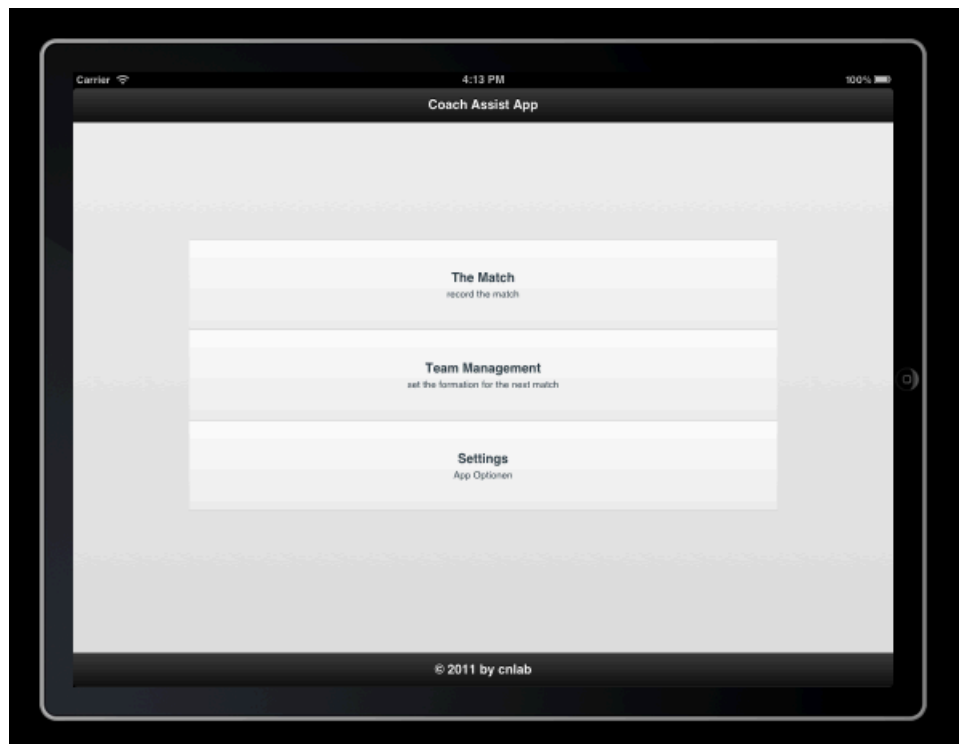 Carrier 4:13 PM 100%
Coach Assist App
The Match
record the match
Team Management
set the formation for the next match
Settings
App Optionen
© 2011 by cnlab